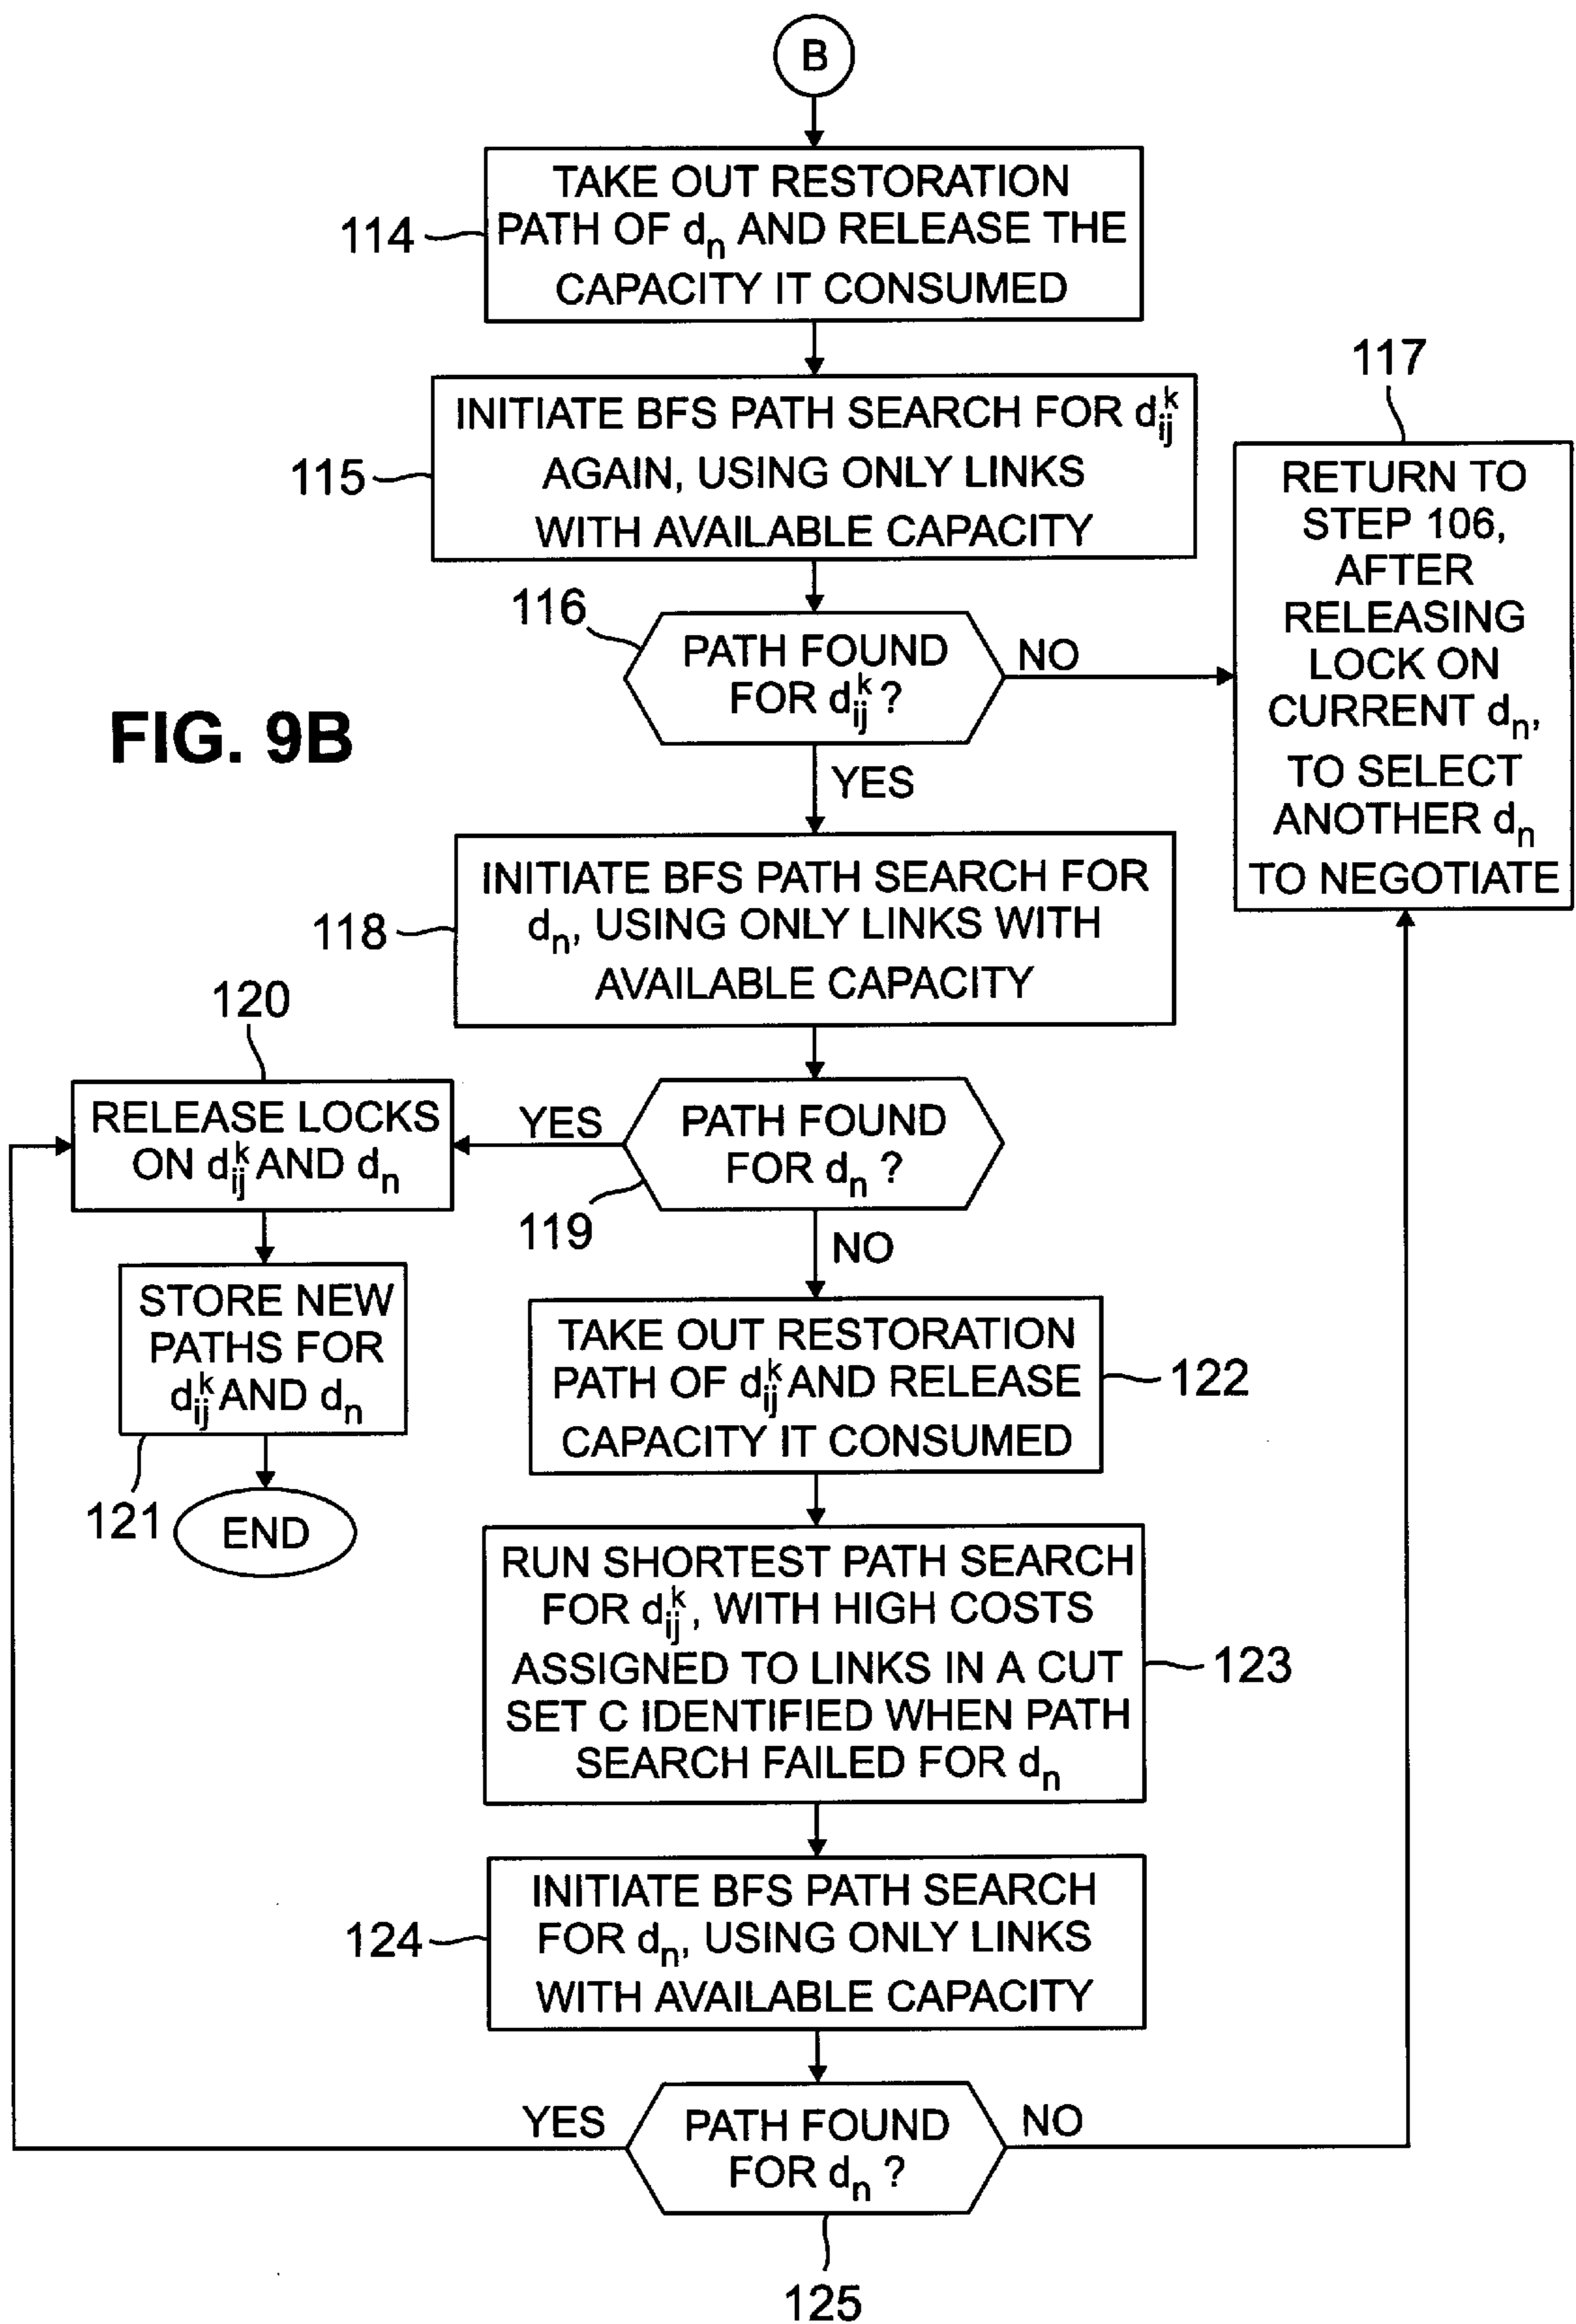 B
TAKE OUT RESTORATION
PATH OF dn AND RELEASE THE
CAPACITY IT CONSUMED
114
INITIATE BFS PATH SEARCH FOR dijk
AGAIN, USING ONLY LINKS
WITH AVAILABLE CAPACITY
115
117
RETURN TO
STEP 106,
AFTER
RELEASING
LOCK ON
CURRENT dn,
TO SELECT
ANOTHER dn
TO NEGOTIATE
116
PATH FOUND
FOR dijk ?
NO
YES
FIG. 9B
INITIATE BFS PATH SEARCH FOR
dn, USING ONLY LINKS WITH
AVAILABLE CAPACITY
118
120
RELEASE LOCKS
ON dijk AND dn
YES
PATH FOUND
FOR dn ?
119
NO
STORE NEW
PATHS FOR
dijk AND dn
121
END
TAKE OUT RESTORATION
PATH OF dijk AND RELEASE
CAPACITY IT CONSUMED
122
RUN SHORTEST PATH SEARCH
FOR dijk, WITH HIGH COSTS
ASSIGNED TO LINKS IN A CUT
SET C IDENTIFIED WHEN PATH
SEARCH FAILED FOR dn
123
INITIATE BFS PATH SEARCH
FOR dn, USING ONLY LINKS
WITH AVAILABLE CAPACITY
124
YES
PATH FOUND
FOR dn ?
NO
125